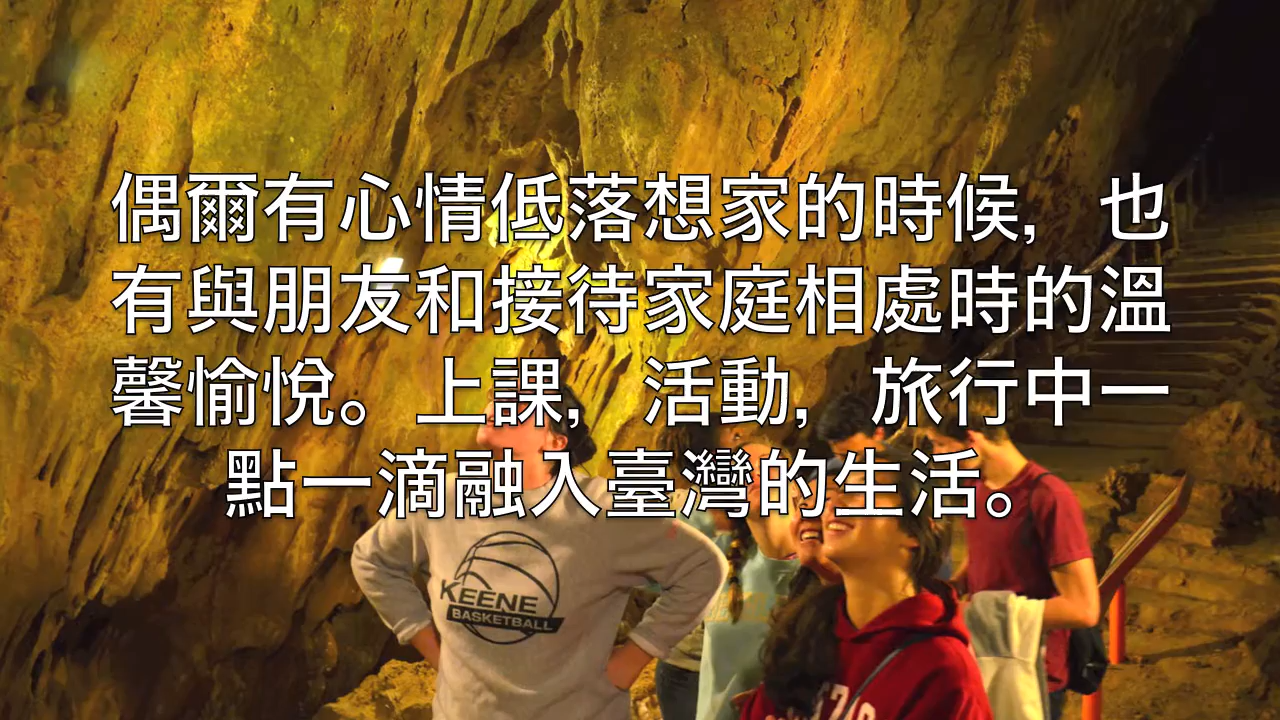 偶爾有心情低落想家的時候，也
有與朋友和接待家庭相處時的溫
馨愉悅。上課，活動，旅行中一
點一滴融入臺灣的生活。
KEENE
BASKETBALL